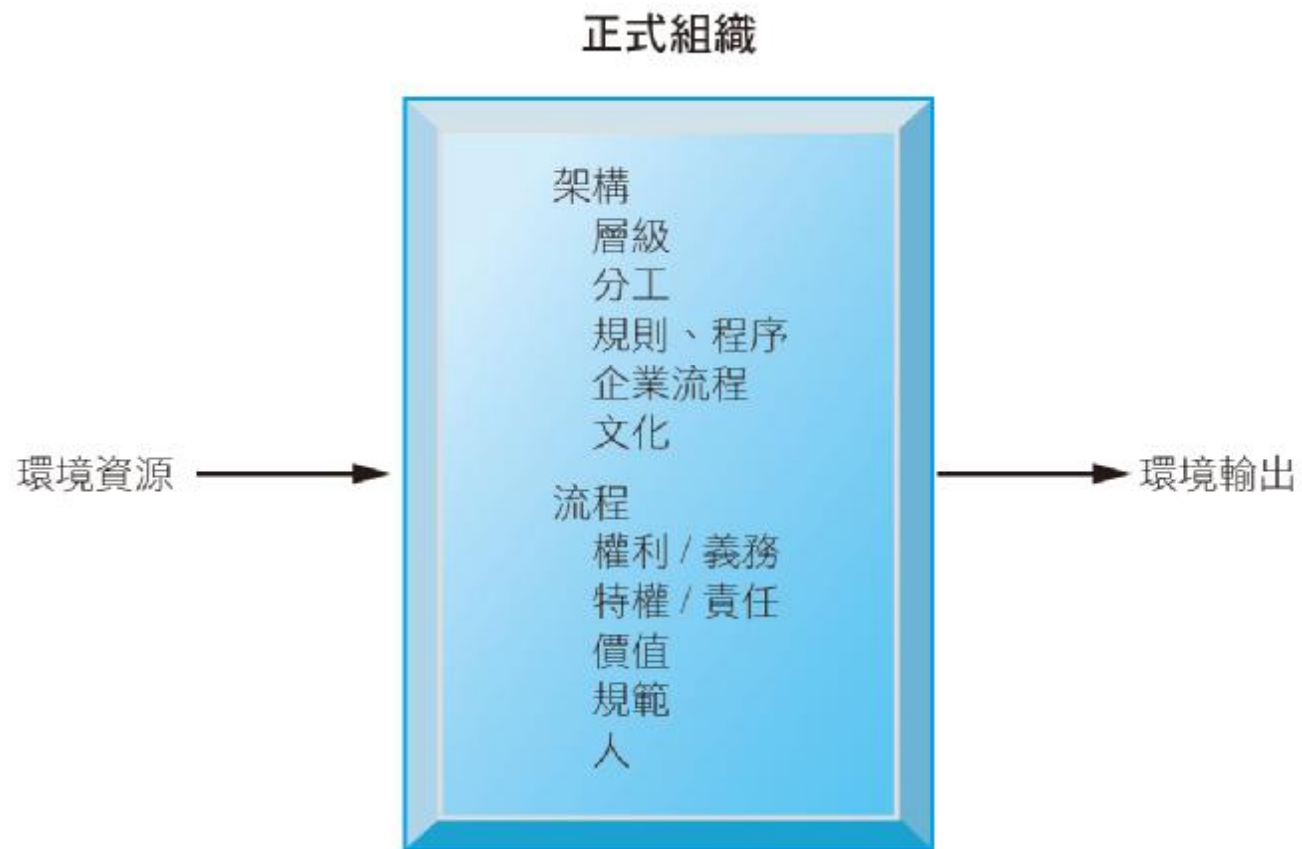 正式組織
架構
層級
分工
規則、程序
企業流程
文化
環境資源
環境輸出
流程
權利 / 義務
特權 / 責任
價值
規範
人